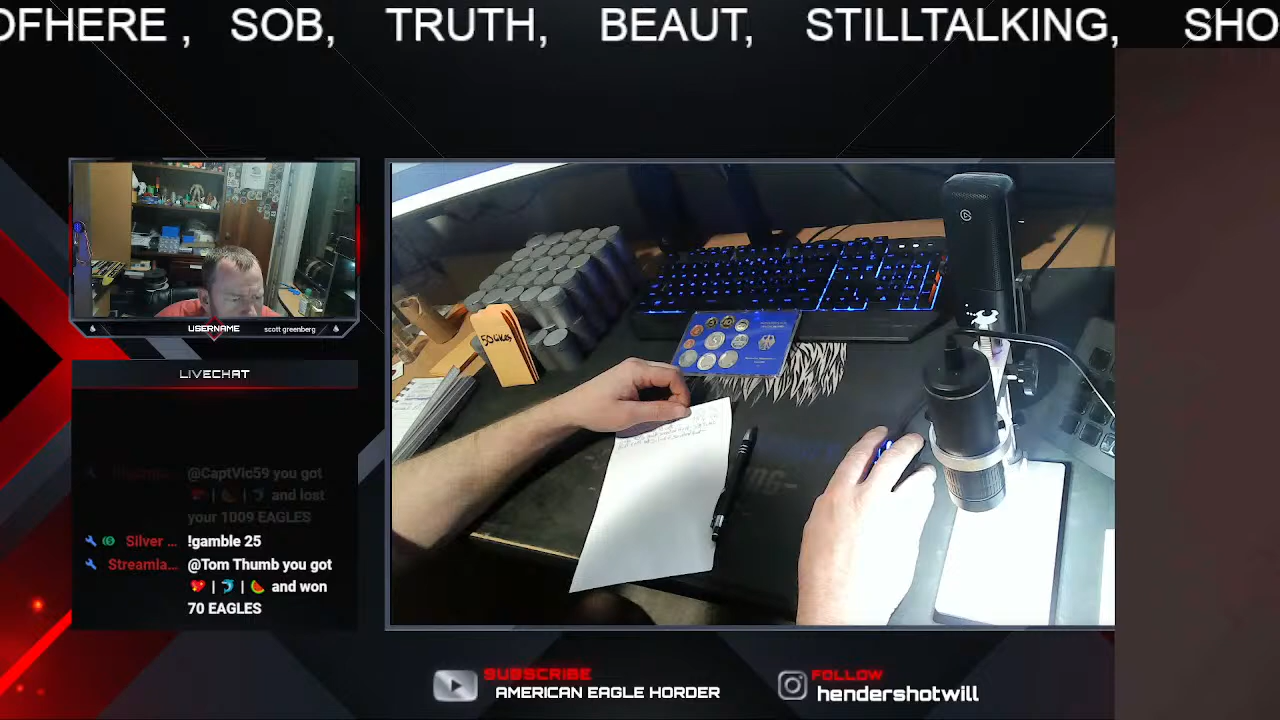 OFHERE , SOB, TRUTH, BEAUT, STILLTALKING, SHO
USERNAME
scott greenberg
LIVECHAT
@CaptVic59 you got
and lost
your 1009 EAGLES
Silver ... !gamble 25
Streamla... @Tom Thumb you got
and won
70 EAGLES
SUBSCRIBE
AMERICAN EAGLE HORDER
FOLLOW
hendershotwill